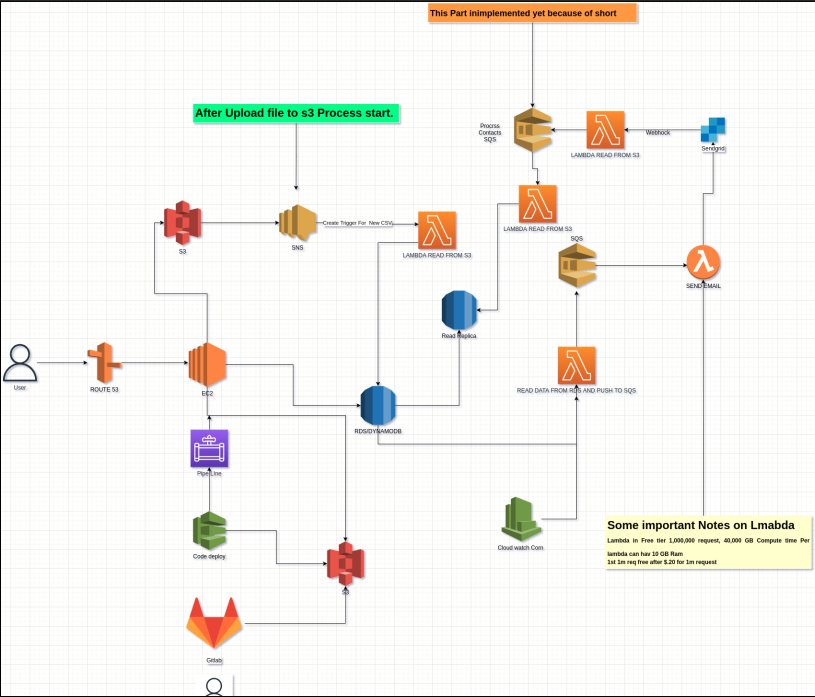 This Part inimplemented yet because of short
After Upload file to s3 Process start.
Procrss
Contacts
SQS
LAMBDA READ FROM S3
Webhock
Sendgrid
S3
SNS
Create Trigger For New CSV
LAMBDA READ FROM S3
LAMBDA READ FROM S3
SQS
SEND EMAIL
Read Replica
User
ROUTE 53
EC2
RDS/DYNAMODB
READ DATA FROM RDS AND PUSH TO SQS
PipeLine
Code deploy
Cloud watch Corn
S3
Gitlab
Some important Notes on Lmabda
Lambda in Free tier 1,000,000 request, 40,000 GB Compute time Per
lambda can hav 10 GB Ram
1st 1m req free after $.20 for 1m request